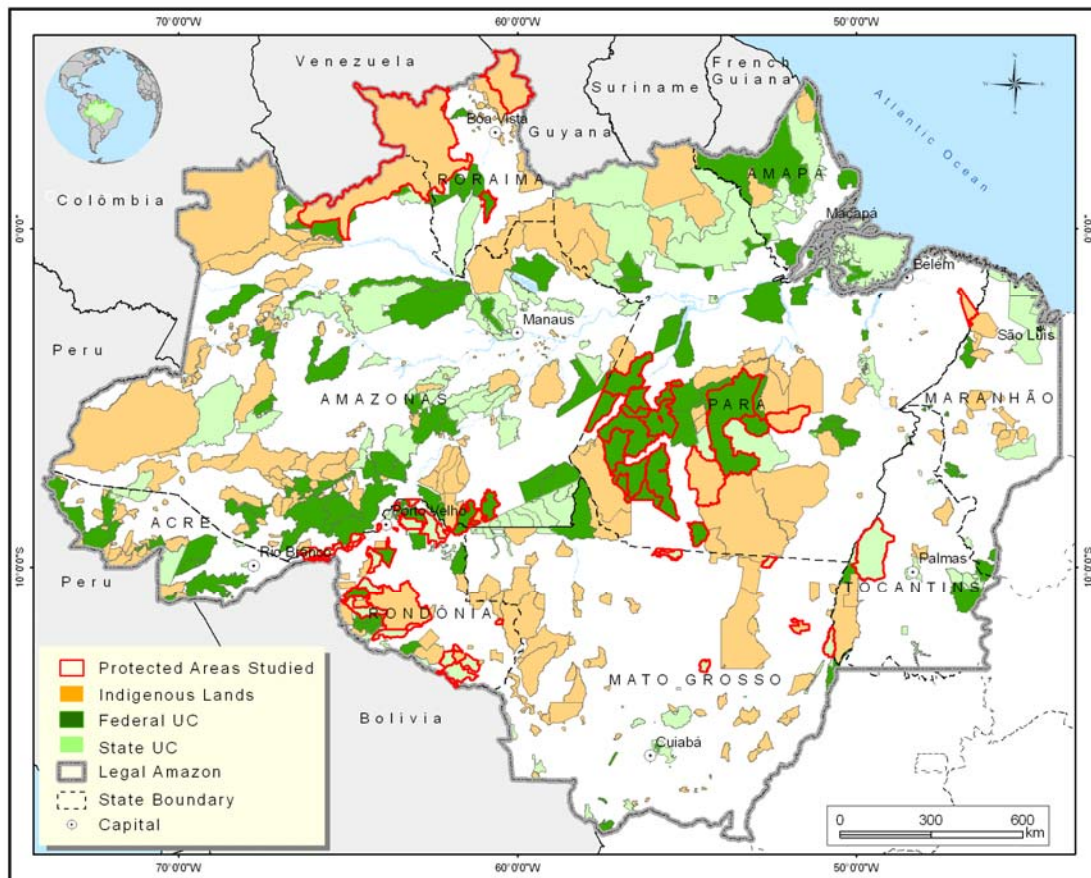 70°0'0"W 60°0'0"W 50°0'0"W
Venezuela
French
Guiana
Suriname
Guyana
Atlantic Ocean
Boa Vista
RORAIMA
AMAPÁ
Colômbia
0°0'0"
0°0'0"
Macapá
Belém
Manaus
São Luis
Peru
AMAZONAS
PARA
MARANHÃO
Porto Velho
ACRE
Rio Branco
Palmas
10°0'0"S
10°0'0"S
Peru
RONDÔNIA
TOCANTINS
MATO GROSSO
Bolivia
Cuiabá
Protected Areas Studied
Indigenous Lands
Federal UC
State UC
Legal Amazon
State Boundary
Capital
0 300 600
km
70°0'0"W 60°0'0"W 50°0'0"W